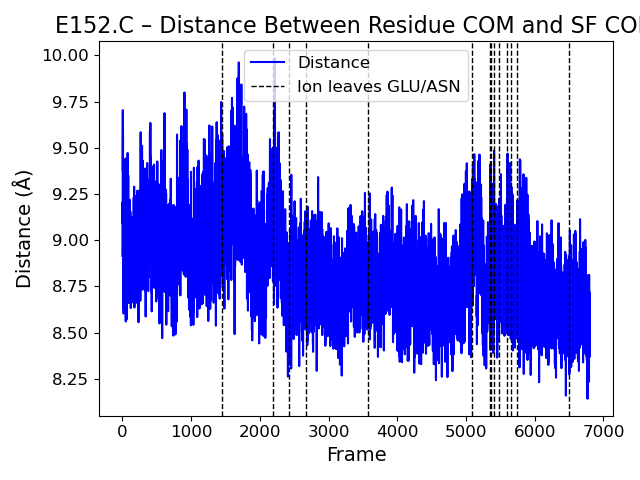 E152.C – Distance Between Residue COM and SF CO
10.00
9.75
9.50
9.25
9.00
8.75
8.50
8.25
Distance (Å)
Distance
Ion leaves GLU/ASN
0 1000 2000 3000 4000 5000 6000 7000
Frame